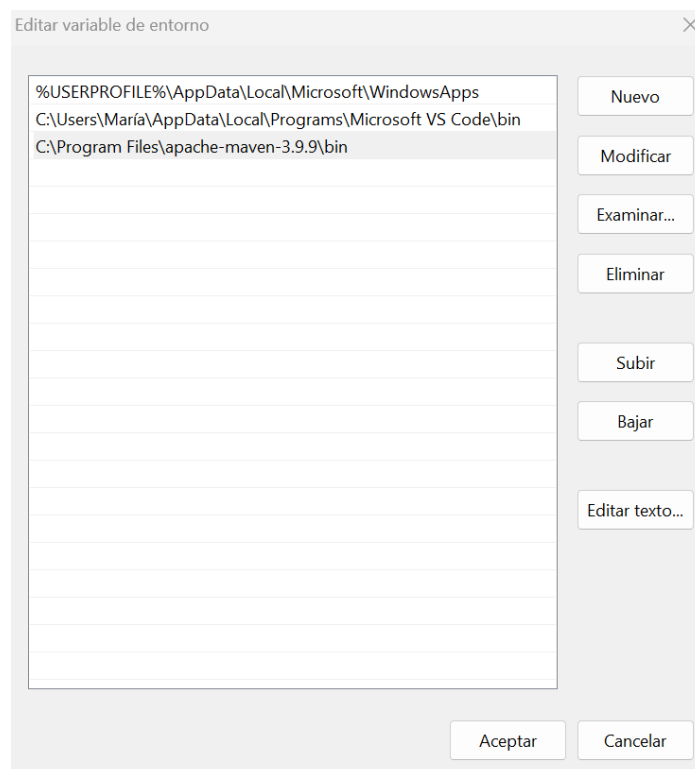 Editar variable de entorno
%USERPROFILE%\AppData\Local\Microsoft\WindowsApps
C:\Users\María\AppData\Local\Programs\Microsoft VS Code\bin
C:\Program Files\apache-maven-3.9.9\bin
Nuevo
Modificar
Examinar...
Eliminar
Subir
Bajar
Editar texto...
Aceptar
Cancelar